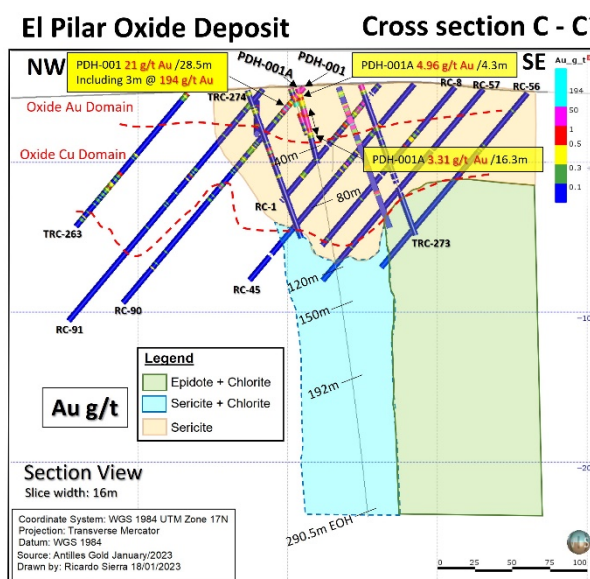 El Pilar Oxide Deposit Cross section C - C'
NW
SE
PDH-001 21 g/t Au /28.5m
Including 3m @ 194 g/t Au
PDH-001A
PDH-001
PDH-001A 4.96 g/t Au /4.3m
TRC-274
RC-8
RC-57
RC-56
Au_g_t
194
50
1
0.5
0.3
0.1
Oxide Au Domain
Oxide Cu Domain
40m
PDH-001A 3.31 g/t Au /16.3m
RC-1
80m
TRC-263
TRC-273
RC-45
RC-90
RC-91
120m
150m
192m
290.5m EOH
-10
-20
Legend
Epidote + Chlorite
Sericite + Chlorite
Sericite
Au g/t
Section View
Slice width: 16m
Coordinate System: WGS 1984 UTM Zone 17N
Projection: Transverse Mercator
Datum: WGS 1984
Source: Antilles Gold January/2023
Drawn by: Ricardo Sierra 18/01/2023
0 25 50 75 100